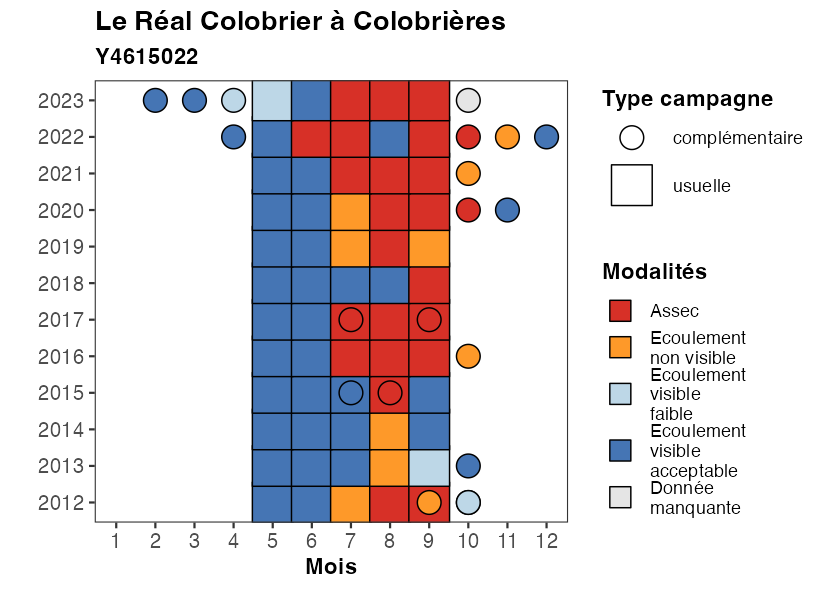 Le Réal Colobrier à Colobrières
Y4615022
2023
2022
2021
2020
2019
2018
2017
2016
2015
2014
2013
2012
1 2 3 4 5 6 7 8 9 10 11 12
Mois
Type campagne
complémentaire
usuelle
Modalités
Assec
Ecoulement
non visible
Ecoulement
visible
faible
Ecoulement
visible
acceptable
Donnée
manquante